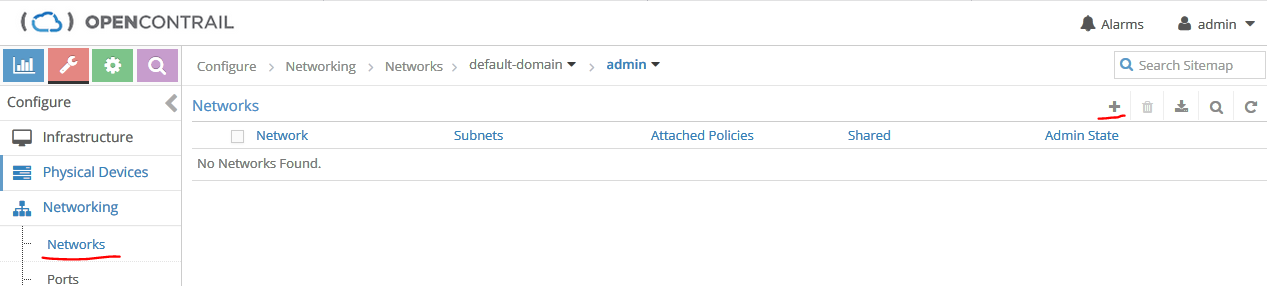 OPENCONTRAIL
Alarms
admin
Configure > Networking > Networks > default-domain > admin
Search Sitemap
Configure
Networks
Infrastructure
Network Subnets Attached Policies Shared Admin State
No Networks Found.
Physical Devices
Networking
Networks
Ports